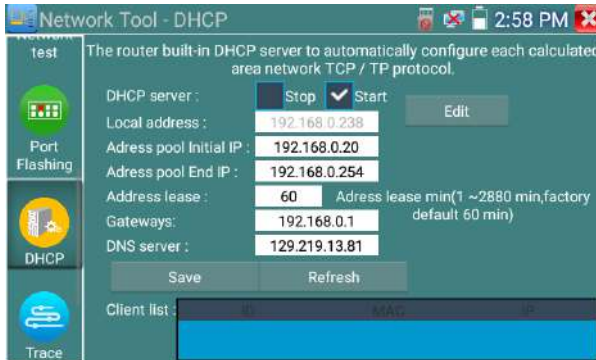 Network Tool - DHCP
2:58 PM
Network
test
The router built-in DHCP server to automatically configure each calculated
area network TCP / TP protocol.
DHCP server :
Stop
Start
Edit
Local address :
192.168.0.238
Adress pool Initial IP :
192.168.0.20
Adress pool End IP :
192.168.0.254
Address lease :
60
Adress lease min(1 ~2880 min,factory
default 60 min)
Gateways:
192.168.0.1
DNS server :
129.219.13.81
Save
Refresh
Client list :
ID
MAC
IP
Port
Flashing
DHCP
Trace